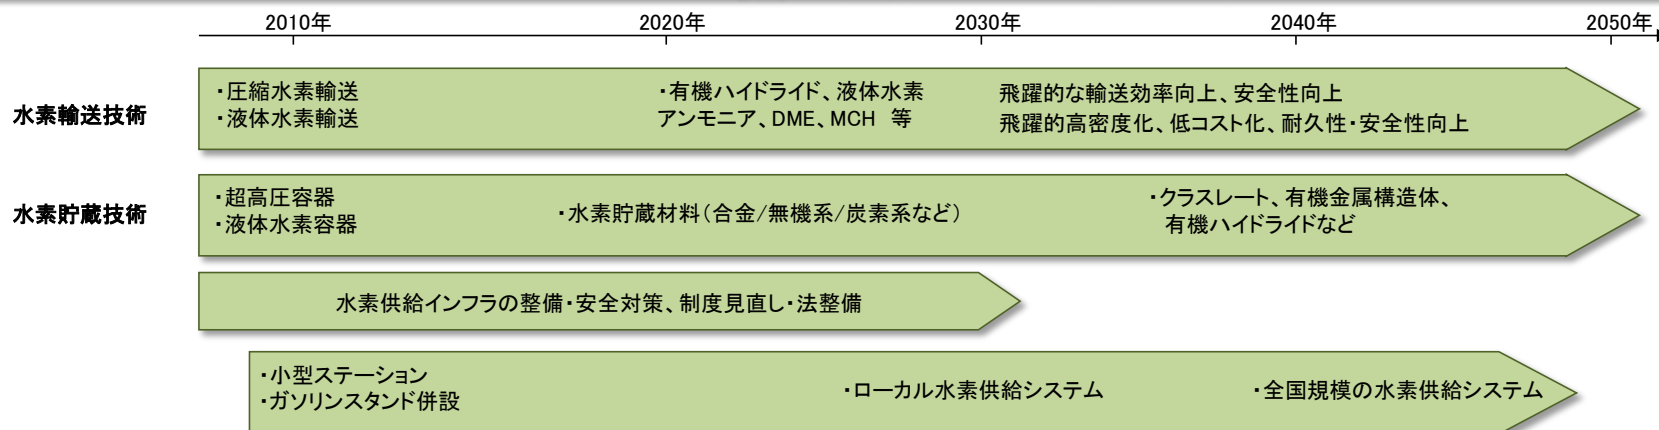 2010年 2020年 2030年 2040年 2050年
水素輸送技術
・圧縮水素輸送
・液体水素輸送
・有機ハイドライド、液体水素
アンモニア、DME、MCH 等
飛躍的な輸送効率向上、安全性向上
飛躍的高密度化、低コスト化、耐久性・安全性向上
水素貯蔵技術
・超高圧容器
・液体水素容器
・水素貯蔵材料（合金/無機系/炭素系など）
・クラスレート、有機金属構造体、
有機ハイドライドなど
水素供給インフラの整備・安全対策、制度見直し・法整備
・小型ステーション
・ガソリンスタンド併設
・ローカル水素供給システム
・全国規模の水素供給システム